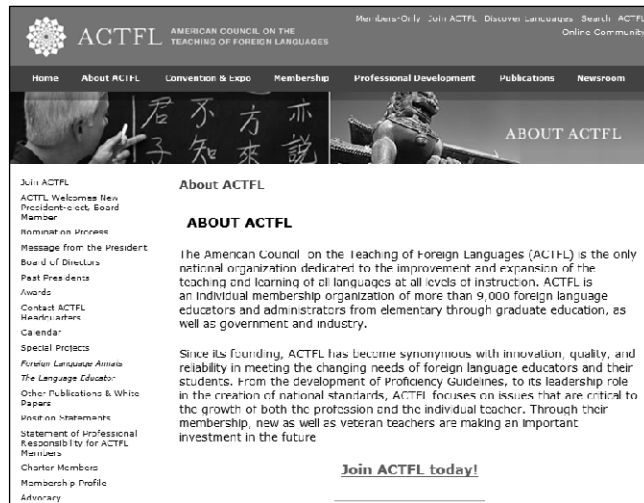 ACTFL
AMERICAN COUNCIL ON THE
TEACHING OF FOREIGN LANGUAGES
Members-Only Join ACTFL Discover Languages Search ACTFL
Online Community
Home About ACTFL Convention & Expo Membership Professional Development Publications Newsroom
君 不 方 亦
子 知 來 説
ABOUT ACTFL
Join ACTFL
ACTFL Welcomes New
President-elect, Board
Member
Nomination Process
Message from the President
Board of Directors
Past Presidents
Awards
Contact ACTFL
Headquarters
Calendar
Special Projects
Foreign Language Annals
The Language Educator
Other Publications & White
Papers
Position Statements
Statement of Professional
Responsibility for ACTFL
Members
Charter Members
Membership Profile
Advocacy
About ACTFL
ABOUT ACTFL
The American Council on the Teaching of Foreign Languages (ACTFL) is the only
national organization dedicated to the improvement and expansion of the
teaching and learning of all languages at all levels of instruction. ACTFL is
an individual membership organization of more than 9,000 foreign language
educators and administrators from elementary through graduate education, as
well as government and industry.
Since its founding, ACTFL has become synonymous with innovation, quality, and
reliability in meeting the changing needs of foreign language educators and their
students. From the development of Proficiency Guidelines, to its leadership role
in the creation of national standards, ACTFL focuses on issues that are critical to
the growth of both the profession and the individual teacher. Through their
membership, new as well as veteran teachers are making an important
investment in the future
Join ACTFL today!